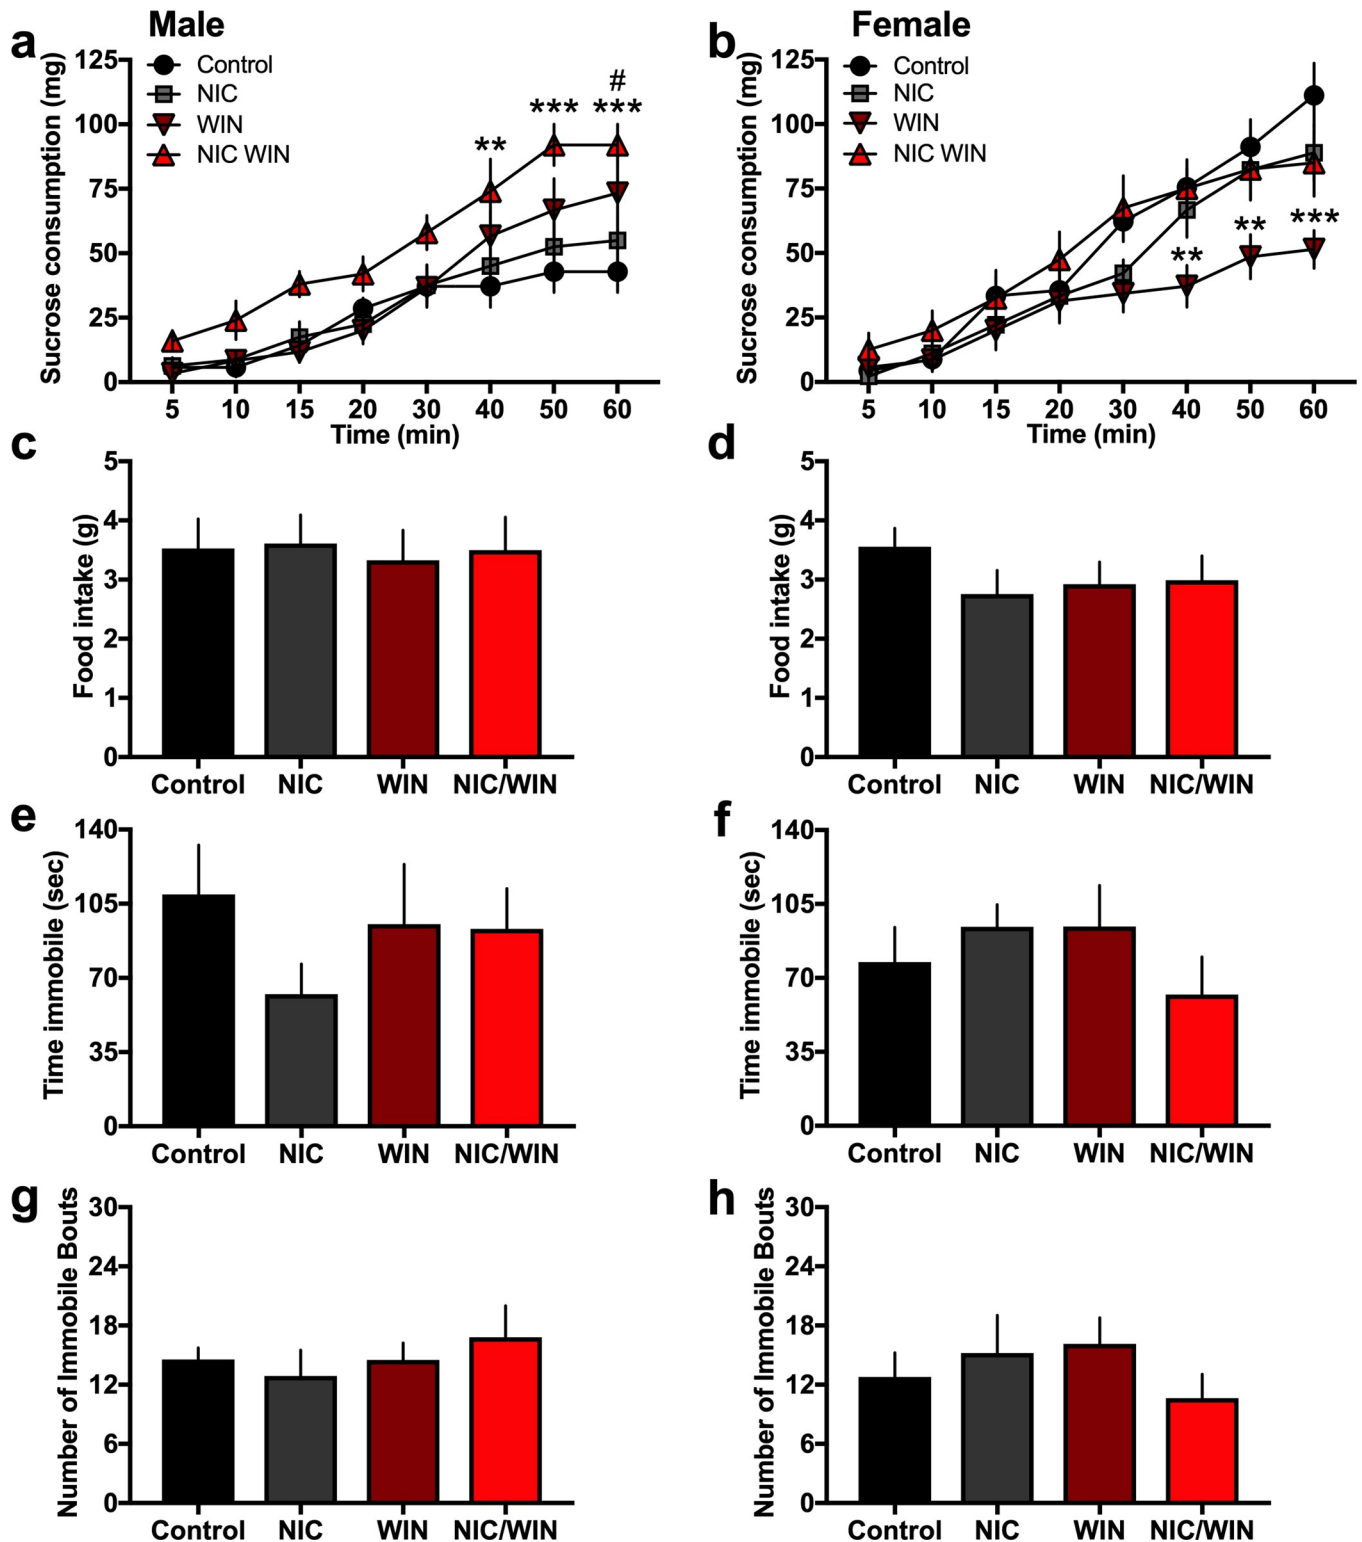 a
Male
Sucrose consumption (mg)
125
100
75
50
25
0
Control
NIC
WIN
NIC WIN
**
***
#
***
5 10 15 20 30 40 50 60
Time (min)
b
Female
Sucrose consumption (mg)
125
100
75
50
25
0
Control
NIC
WIN
NIC WIN
**
**
***
5 10 15 20 30 40 50 60
Time (min)
c
Food intake (g)
5
4
3
2
1
0
Control NIC WIN NIC/WIN
d
Food intake (g)
5
4
3
2
1
0
Control NIC WIN NIC/WIN
e
Time immobile (sec)
140
105
70
35
0
Control NIC WIN NIC/WIN
f
Time immobile (sec)
140
105
70
35
0
Control NIC WIN NIC/WIN
g
Number of Immobile Bouts
30
24
18
12
6
0
Control NIC WIN NIC/WIN
h
Number of Immobile Bouts
30
24
18
12
6
0
Control NIC WIN NIC/WIN